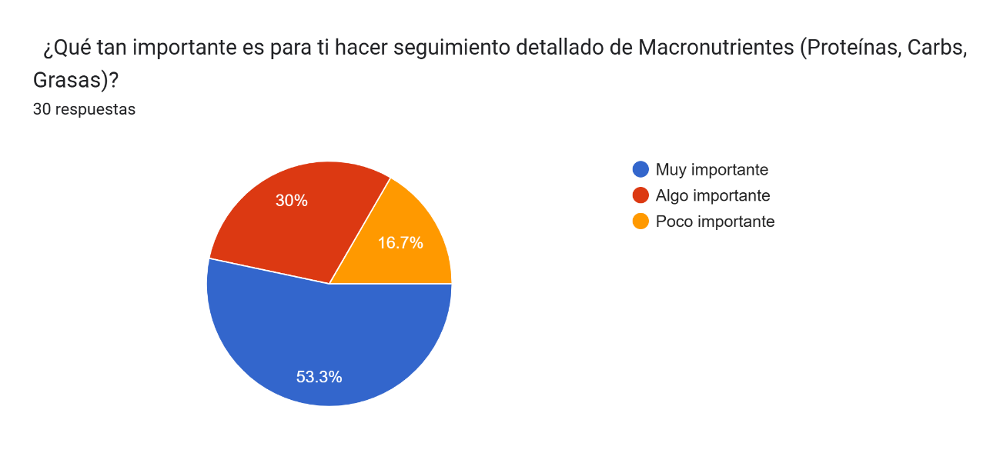 ¿Qué tan importante es para ti hacer seguimiento detallado de Macronutrientes (Proteínas, Carbs,
Grasas)?
30 respuestas
Muy importante
Algo importante
Poco importante
30%
16.7%
53.3%